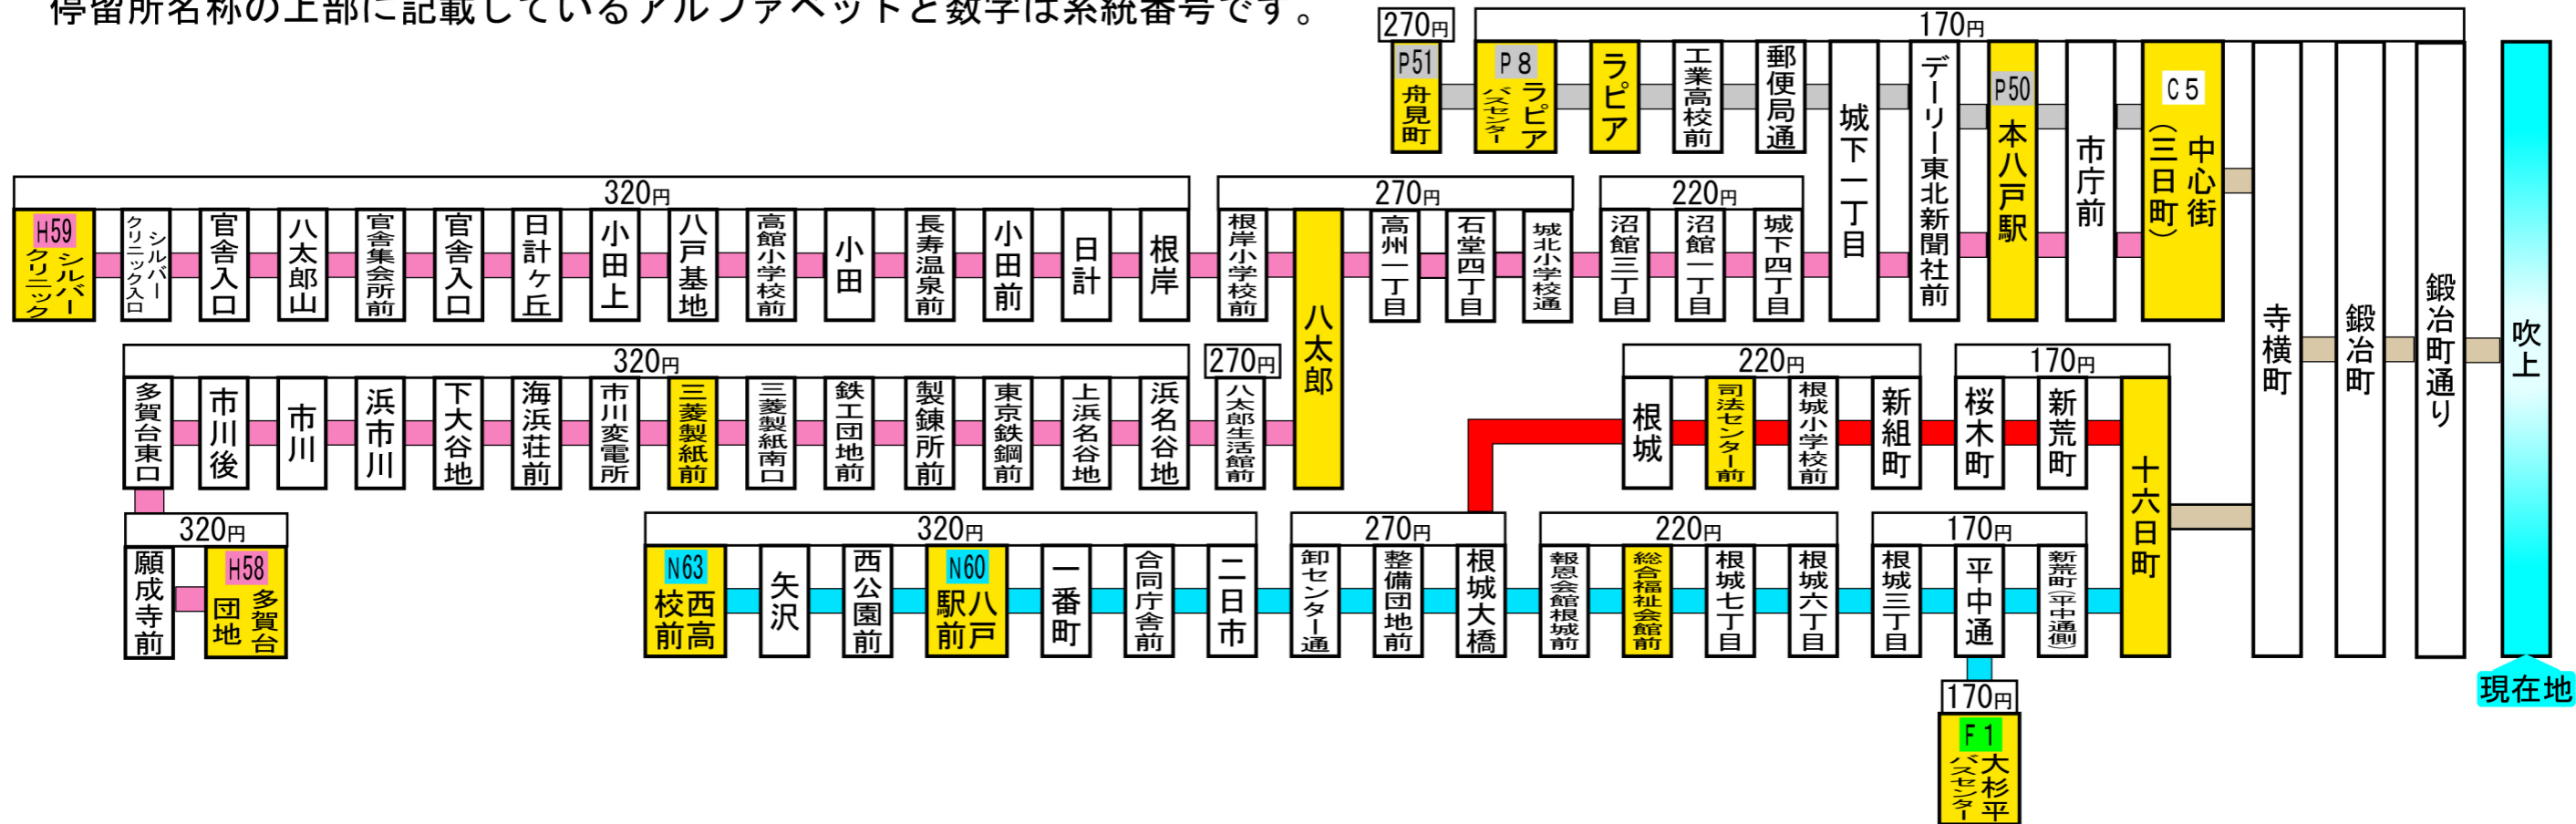 停留所名称の上部に記載しているアルファベットと数字は系統番号です。
270円
170円
P51
舟見町
P8
ラピア
バスセンター
ラピア
工業高校前
郵便局通
城下一丁目
デーリー東北新聞社前
P50
本八戸駅
市庁前
C5
中心街
(三日町)
寺横町
鍛冶町
鍛冶町通り
吹上
現在地
320円
270円
220円
H59
シルバー
クリニック
シルバー
クリニック入口
官舎入口
八太郎山
官舎集会所前
官舎入口
日計ヶ丘
小田上
八戸基地
高館小学校前
小田
長寿温泉前
小田前
日計
根岸
根岸小学校前
八太郎
高州一丁目
石堂四丁目
城北小学校通
沼館三丁目
沼館一丁目
城下四丁目
320円
270円
220円
170円
多賀台東口
市川後
市川
浜市川
下大谷地
海浜荘前
市川変電所
三菱製紙前
三菱製紙南口
鉄工団地前
製錬所前
東京鉄鋼前
上浜名谷地
浜名谷地
八太郎生活館前
根城
司法センター前
根城小学校前
新組町
桜木町
新荒町
十六日町
320円
320円
270円
220円
170円
願成寺前
H58
多賀台
団地
N63
西高
校前
矢沢
西公園前
N60
八戸
駅前
一番町
合同庁舎前
二日市
卸センター通
整備団地前
根城大橋
報恩会館根城前
総合福祉会館前
根城七丁目
根城六丁目
根城三丁目
平中通
新荒町(平中通側)
170円
F1
大杉平
バスセンター